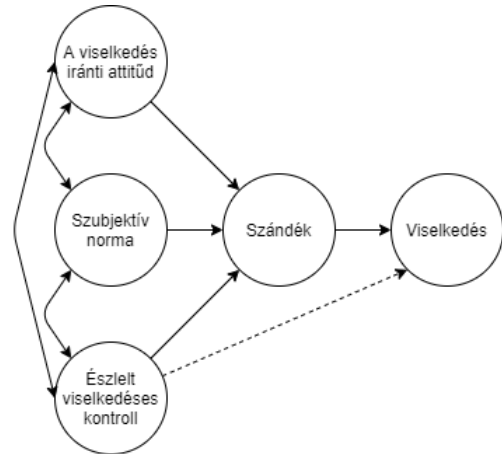 A viselkedés
iránti attitűd
Szubjektív
norma
Szándék
Viselkedés
Észlelt
viselkedéses
kontroll